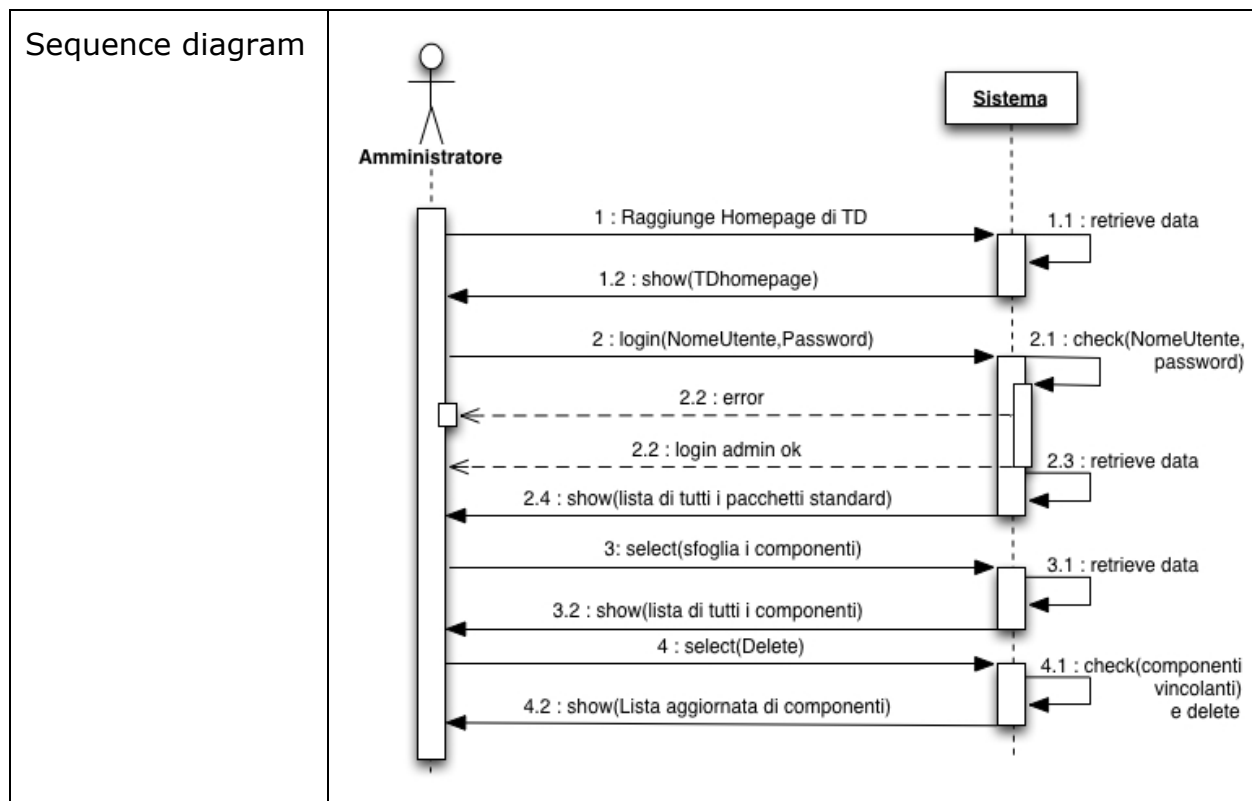 Sequence diagram
Sistema
Amministratore
1 : Raggiunge Homepage di TD
1.1 : retrieve data
1.2 : show(TDhomepage)
2 : login(NomeUtente,Password)
2.1 : check(NomeUtente,
password)
2.2 : error
2.2 : login admin ok
2.3 : retrieve data
2.4 : show(lista di tutti i pacchetti standard)
3: select(sfoglia i componenti)
3.1 : retrieve data
3.2 : show(lista di tutti i componenti)
4 : select(Delete)
4.1 : check(componenti
vincolanti)
e delete
4.2 : show(Lista aggiornata di componenti)